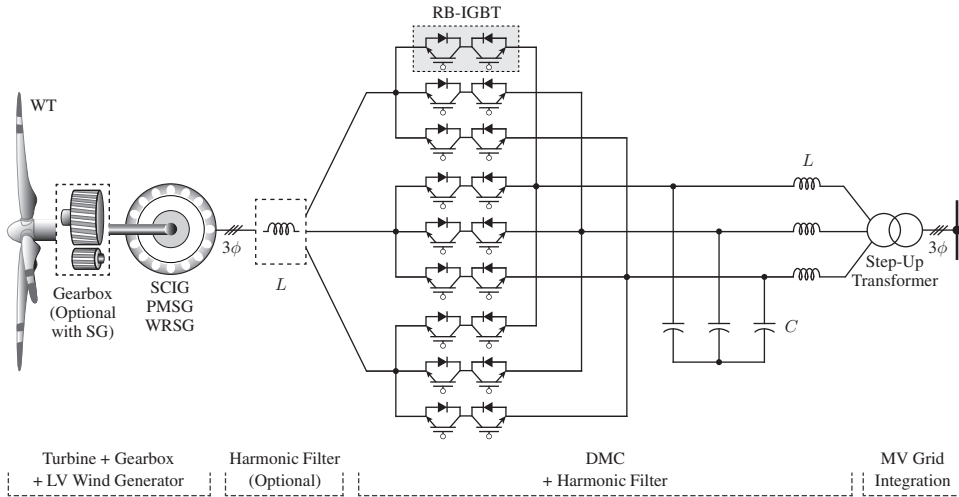 RB-IGBT
WT
L
3ϕ
L
3ϕ
Step-Up
Transformer
Gearbox
(Optional
with SG)
SCIG
PMSG
WRSG
C
Turbine + Gearbox
+ LV Wind Generator
Harmonic Filter
(Optional)
DMC
+ Harmonic Filter
MV Grid
Integration